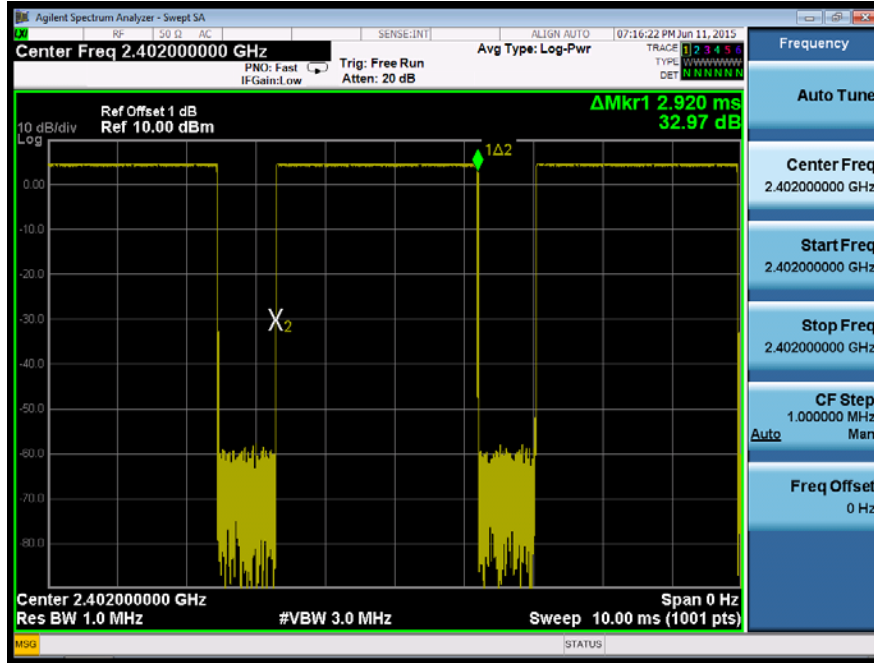 Agilent Spectrum Analyzer - Swept SA
RF 50 Ω AC SENSE:INT ALIGN AUTO 07:16:22 PM Jun 11, 2015
Center Freq 2.402000000 GHz
PNO: Fast
IFGain:Low
Trig: Free Run
Atten: 20 dB
Avg Type: Log-Pwr
TRACE 1 2 3 4 5 6
TYPE WWWWWW
DET N N N N N N
ΔMkr1 2.920 ms
32.97 dB
Ref Offset 1 dB
Ref 10.00 dBm
10 dB/div
Log
1Δ2
0.00
-10.0
-20.0
-30.0
X2
-40.0
-50.0
-60.0
-70.0
-80.0
Center 2.402000000 GHz
Span 0 Hz
Res BW 1.0 MHz
#VBW 3.0 MHz
Sweep 10.00 ms (1001 pts)
MSG
STATUS
Frequency
Auto Tune
Center Freq
2.402000000 GHz
Start Freq
2.402000000 GHz
Stop Freq
2.402000000 GHz
CF Step
1.000000 MHz
Auto Man
Freq Offset
0 Hz